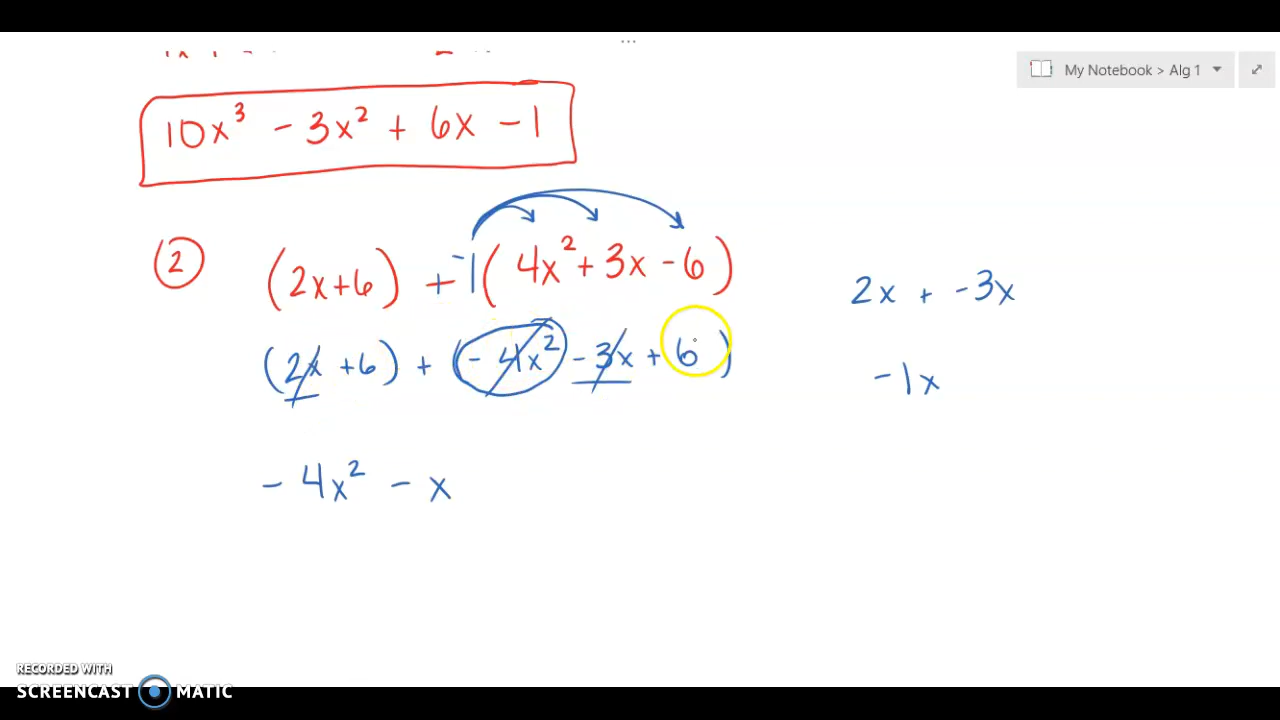 My Notebook > Alg 1
10x³ - 3x² + 6x - 1
2 (2x+6) + -1(4x² + 3x - 6)
2x + -3x
(2x + 6) + (- 4x² - 3x + 6)
-1x
- 4x² - x
RECORDED WITH
SCREENCAST MATIC